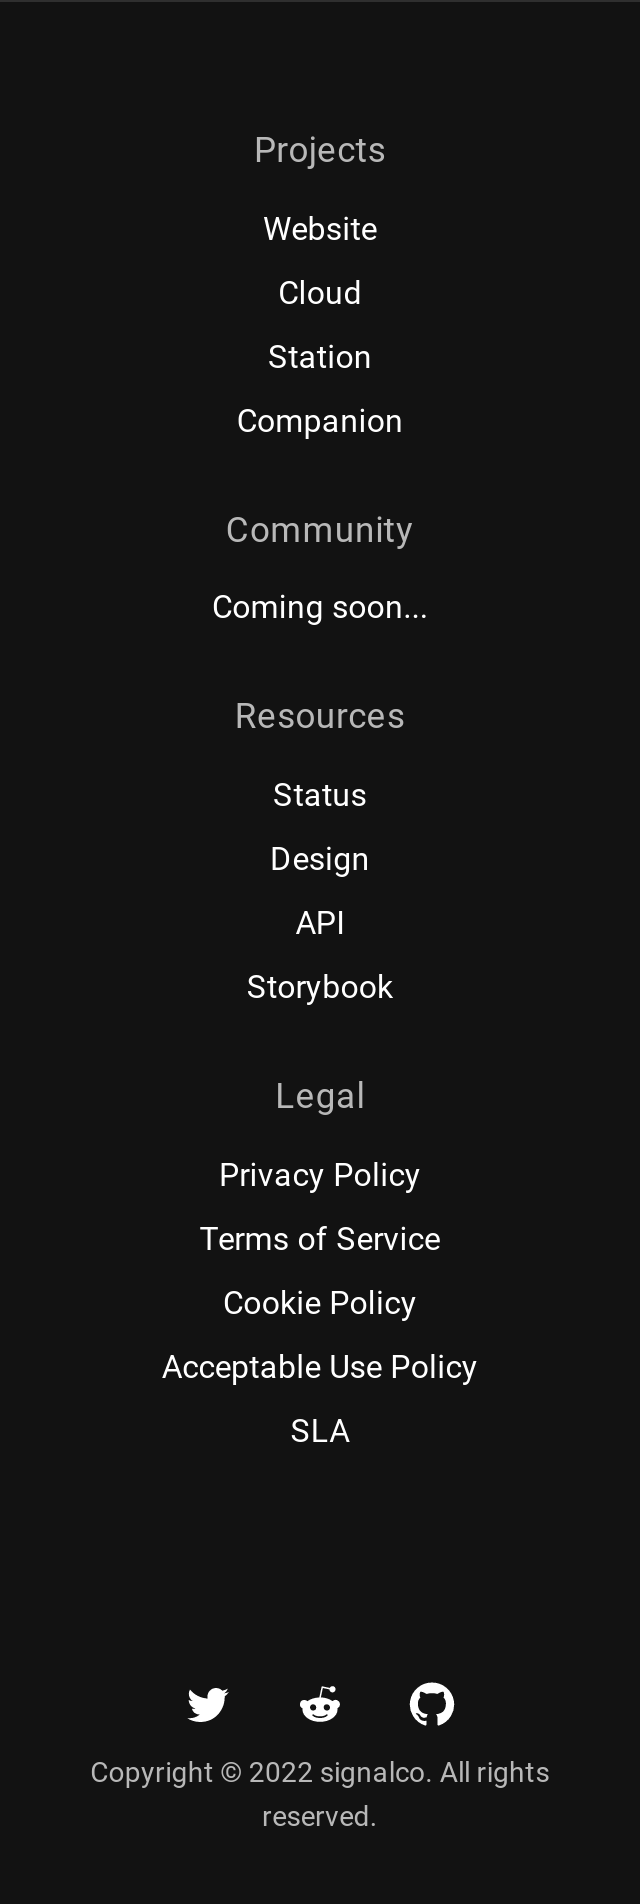 Projects
Website
Cloud
Station
Companion
Community
Coming soon...
Resources
Status
Design
API
Storybook
Legal
Privacy Policy
Terms of Service
Cookie Policy
Acceptable Use Policy
SLA
Copyright © 2022 signalco. All rights
reserved.